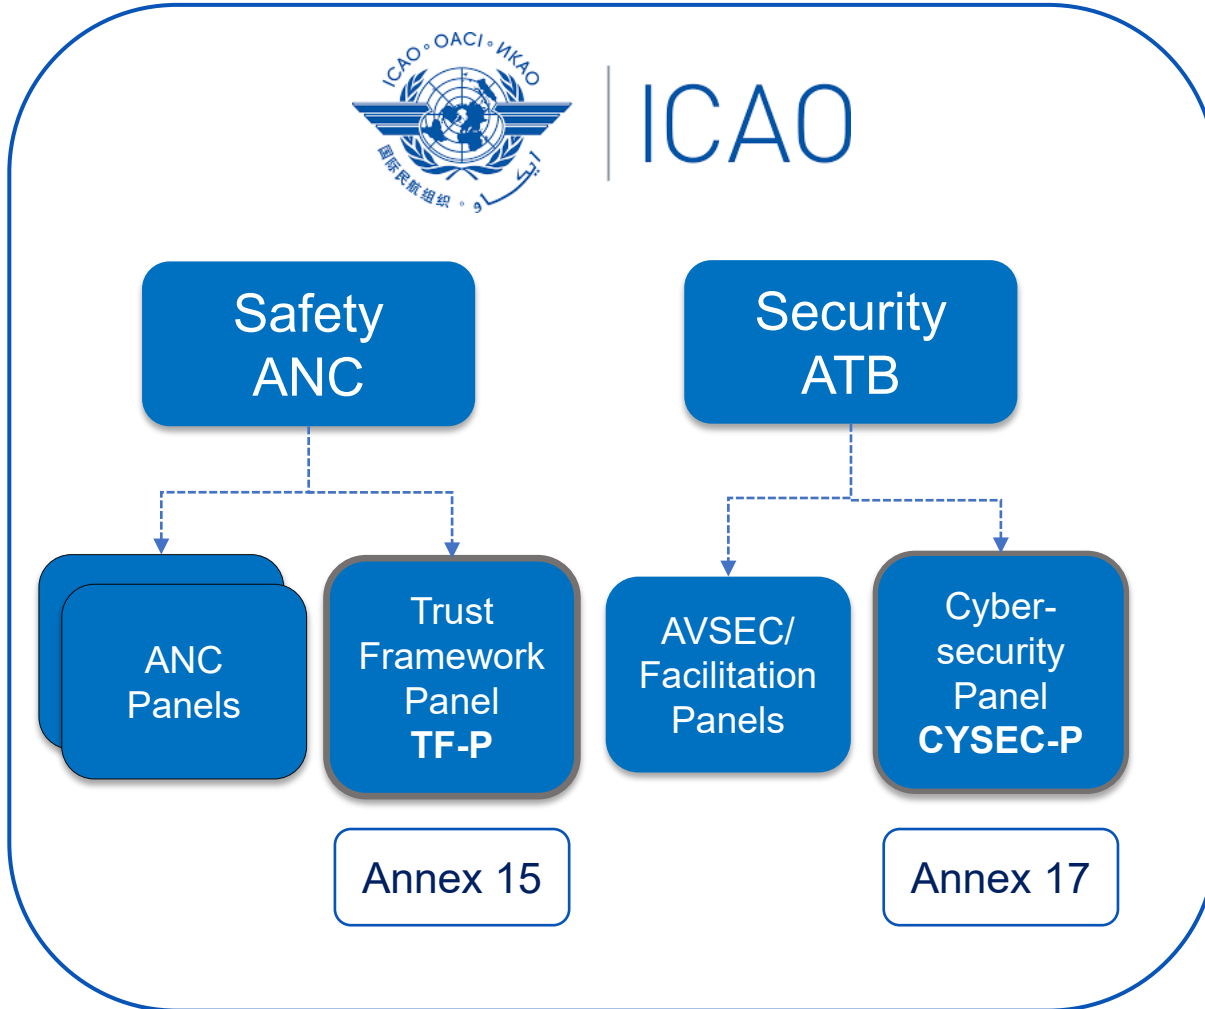 ICAO ◦ OACI ◦ ИКАО
国际民航组织 ◦ ايكاو
ICAO
Safety
ANC
Security
ATB
ANC
Panels
Trust
Framework
Panel
TF-P
AVSEC/
Facilitation
Panels
Cyber-
security
Panel
CYSEC-P
Annex 15
Annex 17